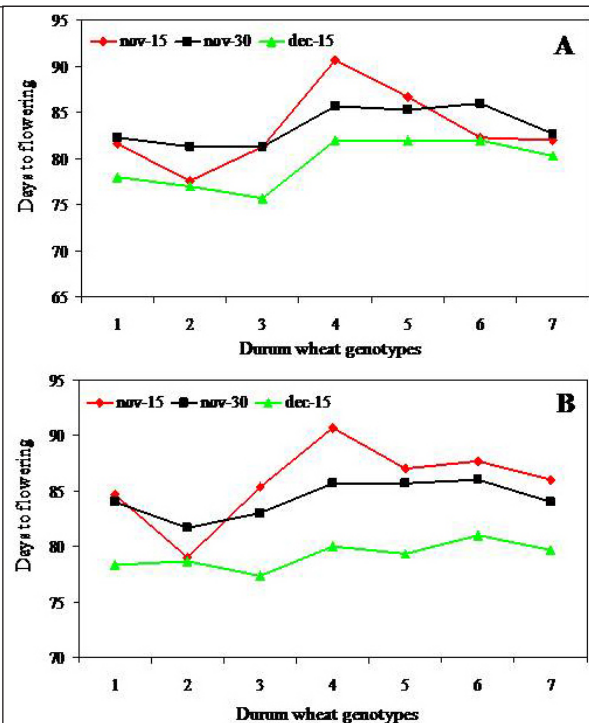 95
nov-15 nov-30 dec-15 A
90
85
80
75
70
65
Days to flowering
1 2 3 4 5 6 7
Durum wheat genotypes
95
nov-15 nov-30 dec-15 B
90
85
80
75
70
Days to flowering
1 2 3 4 5 6 7
Durum wheat genotypes